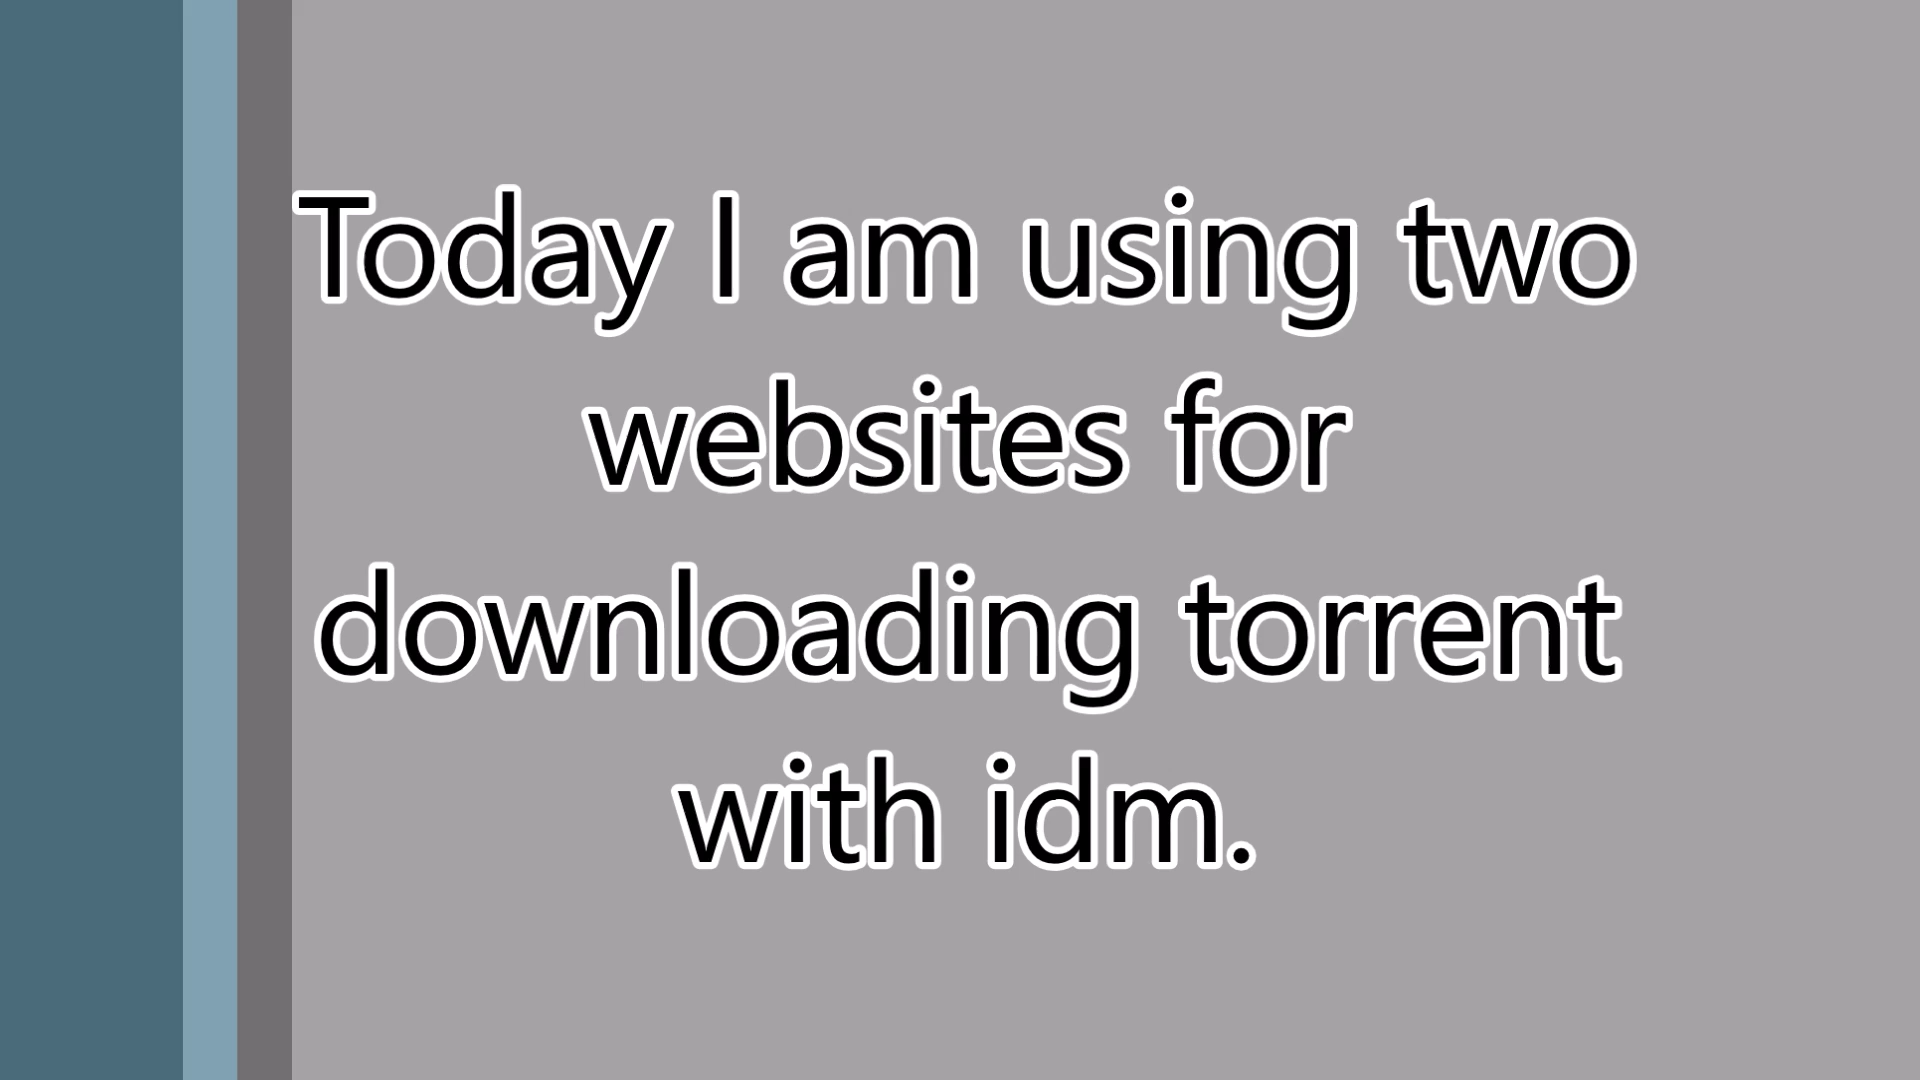 Today I am using two
websites for
downloading torrent
with idm.